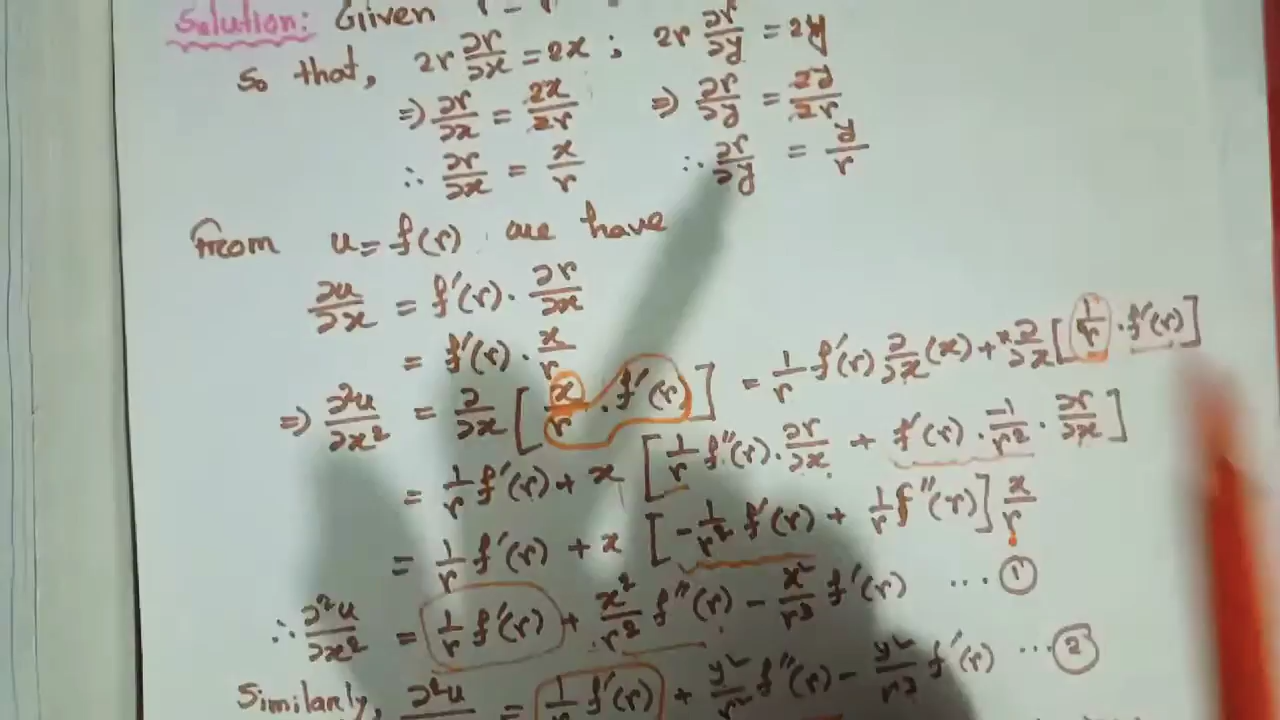 Solution: Given
So that, 2r ∂r/∂x = 2x ; 2r ∂r/∂y = 2y
⇒ ∂r/∂x = 2x/2r ⇒ ∂r/∂y = 2y/2r
∴ ∂r/∂x = x/r ∴ ∂r/∂y = y/r
From u = f(r) we have
∂u/∂x = f'(r) . ∂r/∂x
= f'(r) . x/r
⇒ ∂²u/∂x² = ∂/∂x [ x/r . f'(r) ] = 1/r f'(r) ∂/∂x (x) + x ∂/∂x [ 1/r . f'(r) ]
= 1/r f'(r) + x [ 1/r f''(r) . ∂r/∂x + f'(r) . -1/r² . ∂r/∂x ]
= 1/r f'(r) + x [ - 1/r² f'(r) + 1/r f''(r) ] x/r
∴ ∂²u/∂x² = 1/r f'(r) + x²/r² f''(r) - x²/r³ f'(r) ... ①
Similarly, ∂²u = 1/r f'(r) + y²/r² f''(r) - y²/r³ f'(r) ... ②